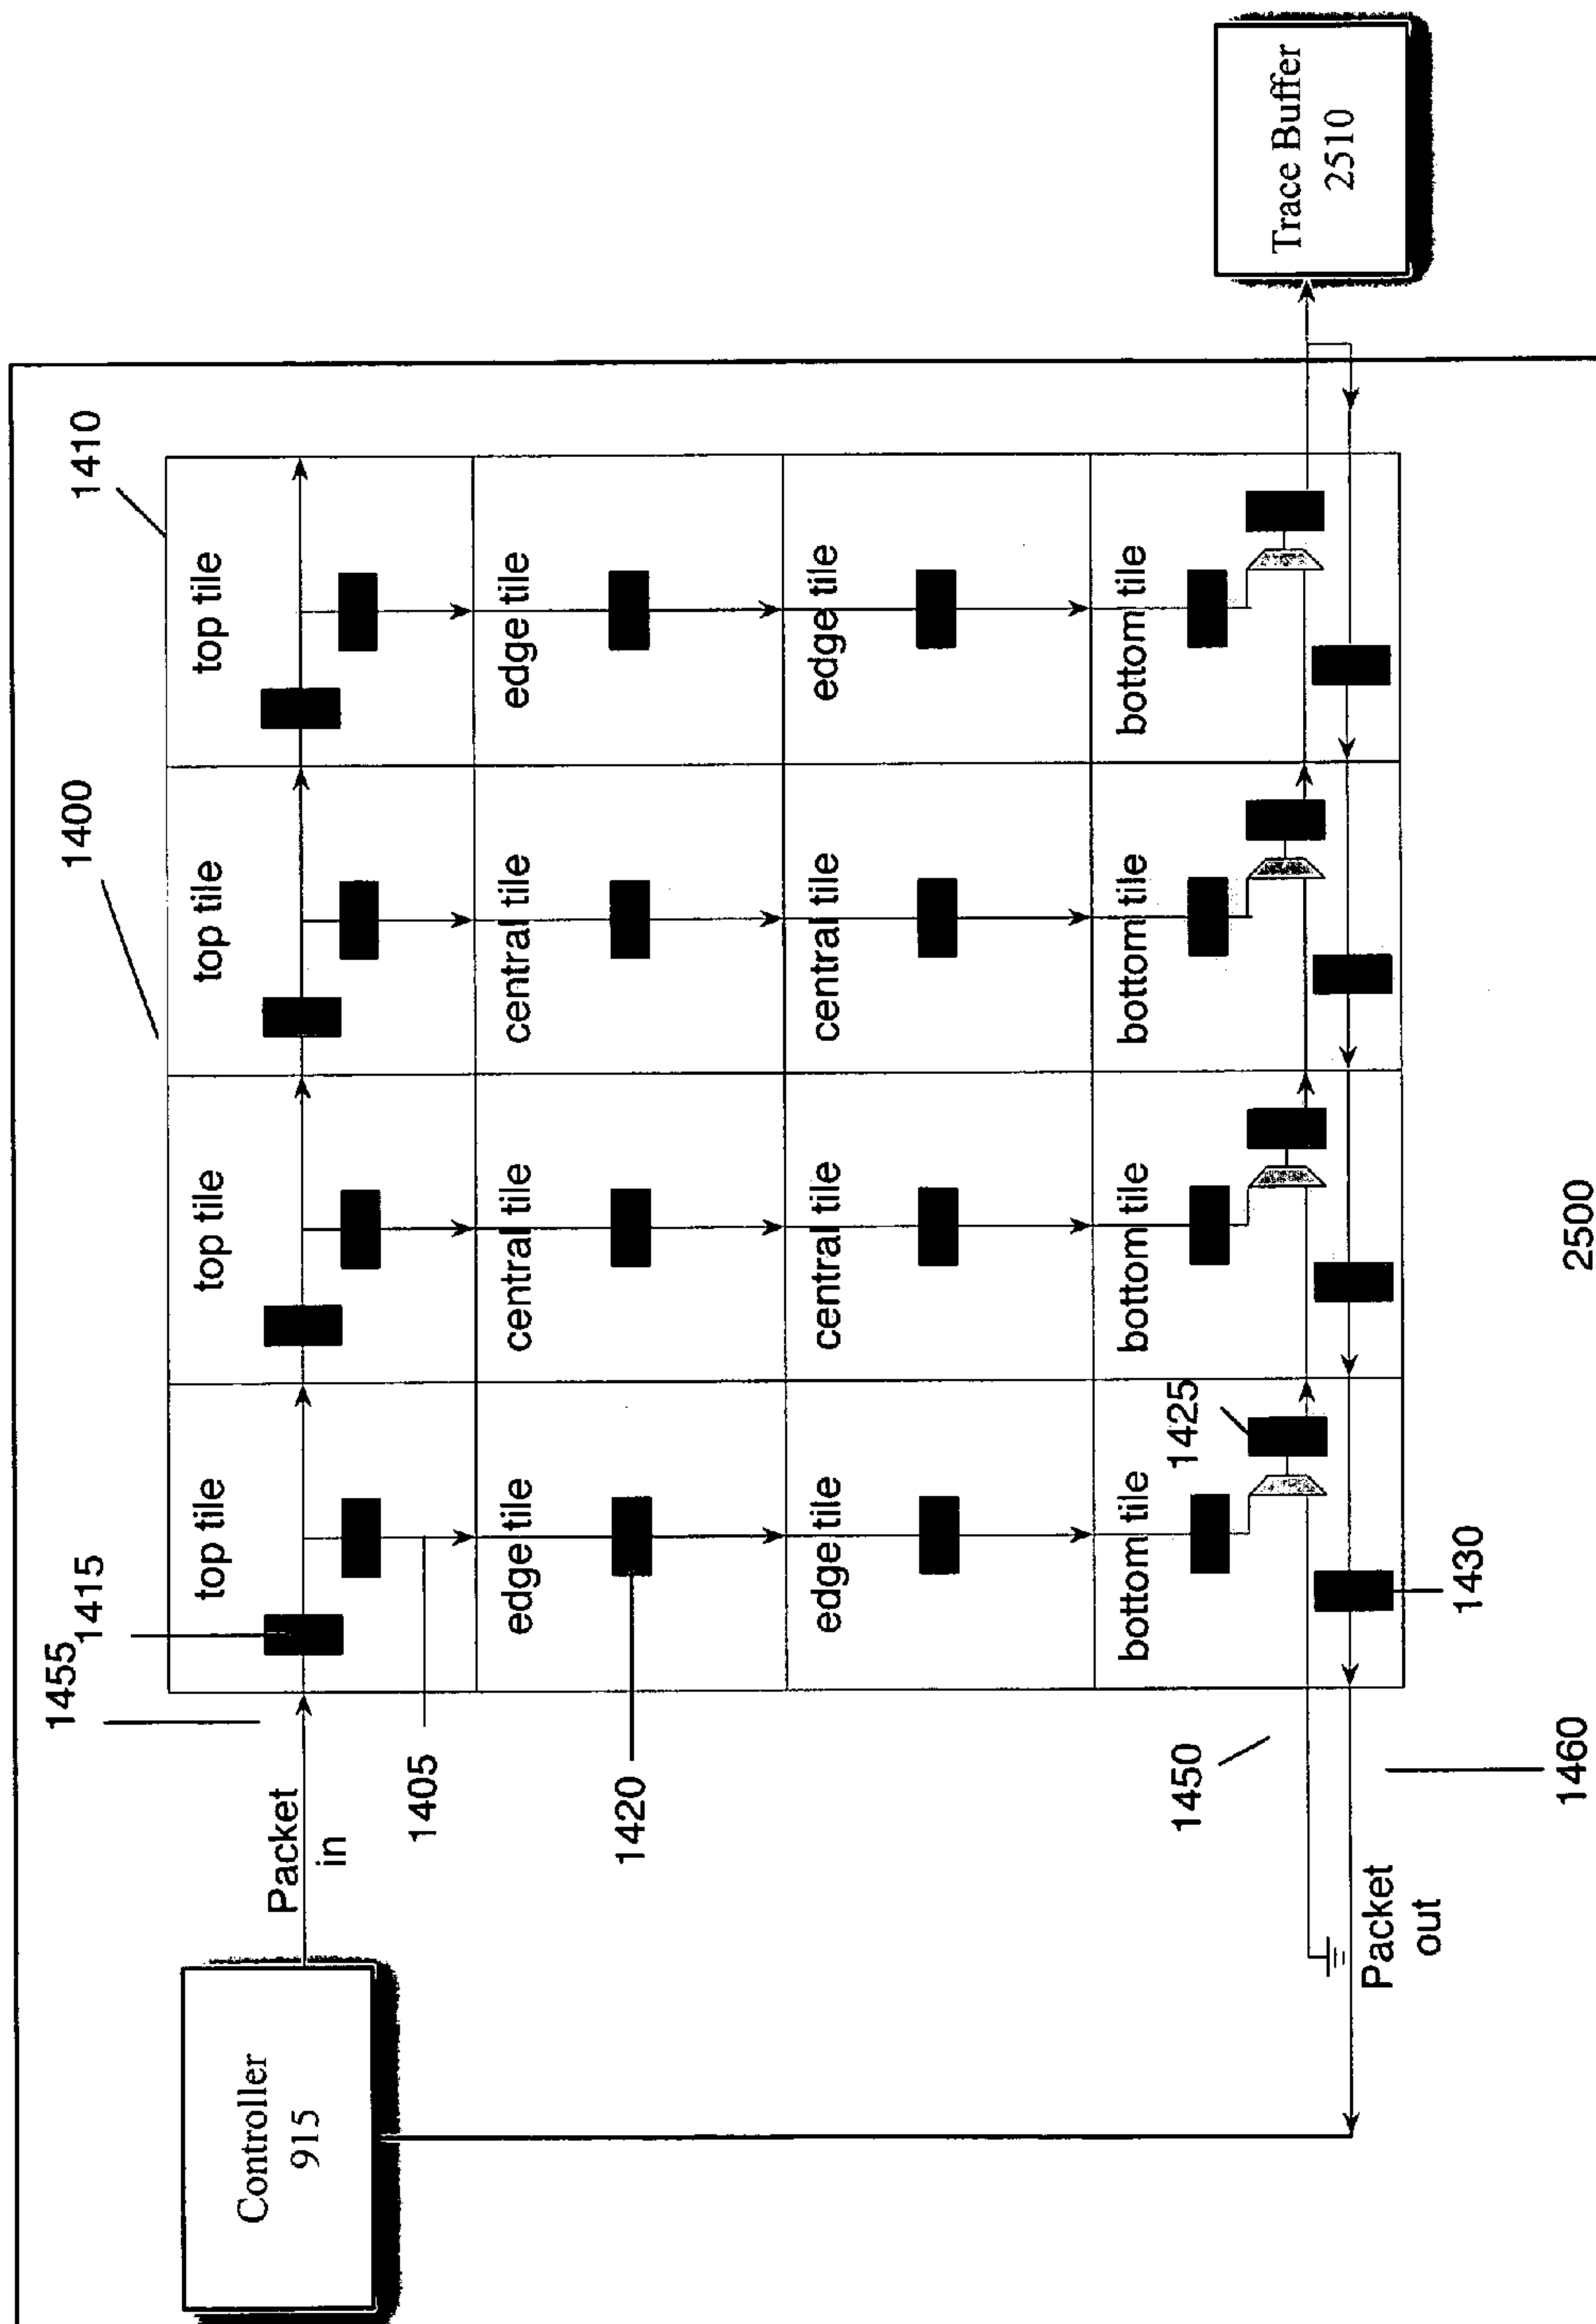 1410
1400
1455
1415
Controller
915
Packet
in
top tile
top tile
top tile
top tile
1405
edge tile
central tile
central tile
edge tile
1420
edge tile
central tile
central tile
edge tile
bottom tile
bottom tile
bottom tile
bottom tile
1425
1450
Trace Buffer
2510
Packet
out
1430
1460
2500